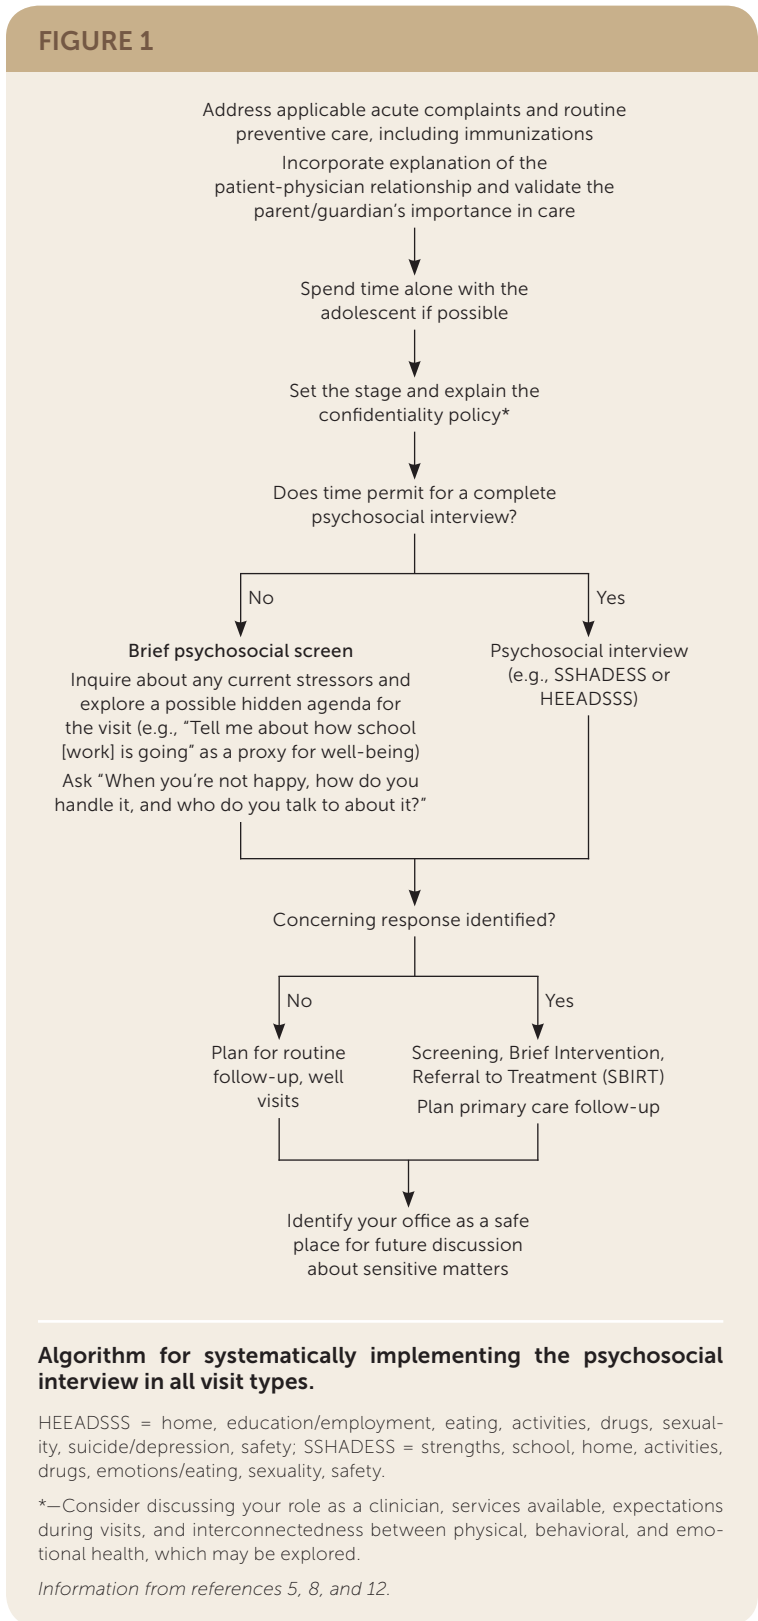 FIGURE 1
Address applicable acute complaints and routine
preventive care, including immunizations
Incorporate explanation of the
patient-physician relationship and validate the
parent/guardian’s importance in care
Spend time alone with the
adolescent if possible
Set the stage and explain the
confidentiality policy*
Does time permit for a complete
psychosocial interview?
No
Yes
Brief psychosocial screen
Inquire about any current stressors and
explore a possible hidden agenda for
the visit (e.g., “Tell me about how school
[work] is going” as a proxy for well-being)
Ask “When you’re not happy, how do you
handle it, and who do you talk to about it?”
Psychosocial interview
(e.g., SSHADESS or
HEEADSSS)
Concerning response identified?
No
Yes
Plan for routine
follow-up, well
visits
Screening, Brief Intervention,
Referral to Treatment (SBIRT)
Plan primary care follow-up
Identify your office as a safe
place for future discussion
about sensitive matters
Algorithm for systematically implementing the psychosocial
interview in all visit types.
HEEADSSS = home, education/employment, eating, activities, drugs, sexual-
ity, suicide/depression, safety; SSHADESS = strengths, school, home, activities,
drugs, emotions/eating, sexuality, safety.
*—Consider discussing your role as a clinician, services available, expectations
during visits, and interconnectedness between physical, behavioral, and emo-
tional health, which may be explored.
Information from references 5, 8, and 12.